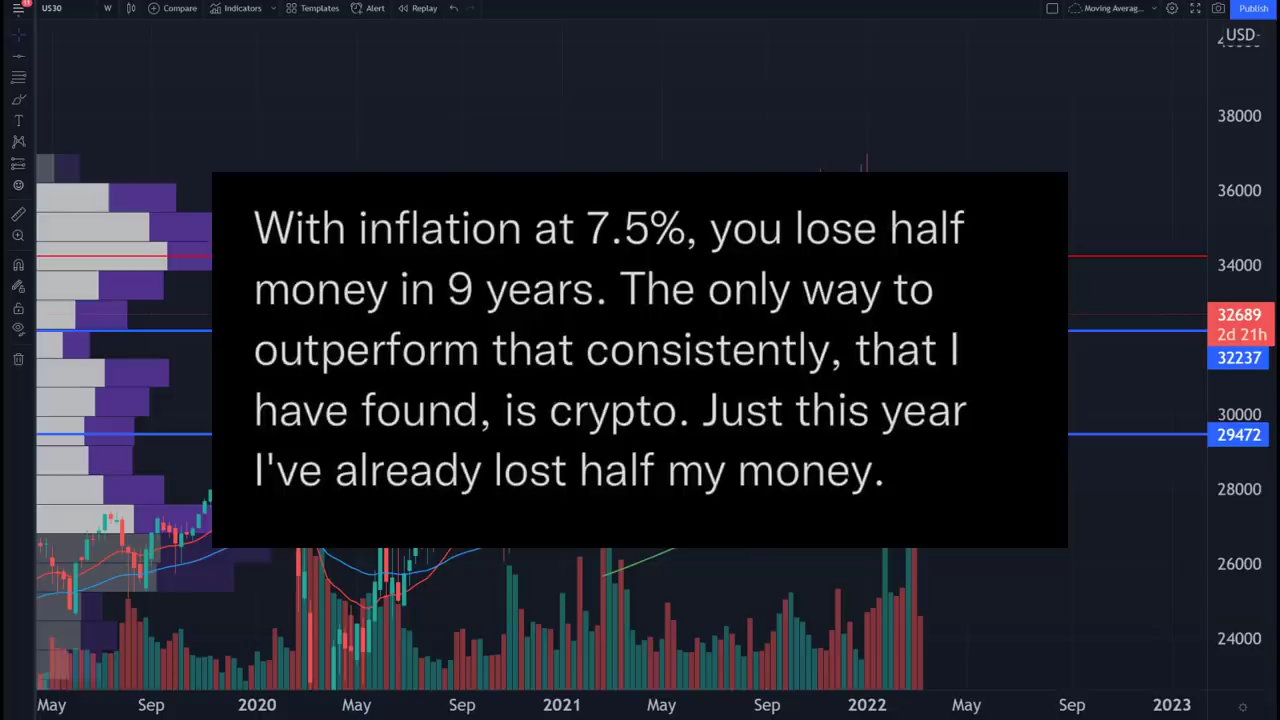 11
US30
W
Compare
Indicators
Templates
Alert
Replay
Moving Averag...
Publish
USD
38000
36000
34000
32689
2d 21h
32237
30000
29472
28000
26000
24000
With inflation at 7.5%, you lose half
money in 9 years. The only way to
outperform that consistently, that I
have found, is crypto. Just this year
I've already lost half my money.
May
Sep
2020
May
Sep
2021
May
Sep
2022
May
Sep
2023